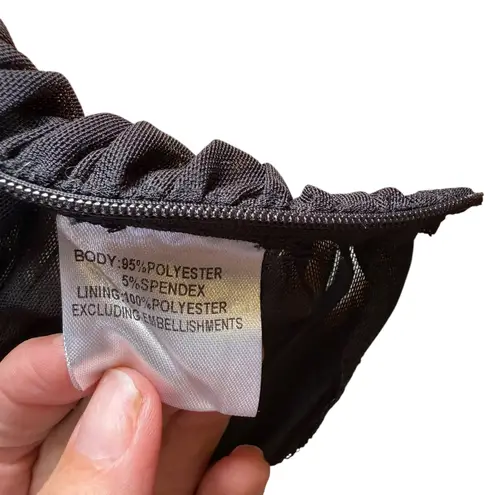 BODY:95%POLYESTER
5%SPENDEX
LINING:100%POLYESTER
EXCLUDING EMBELLISHMENTS